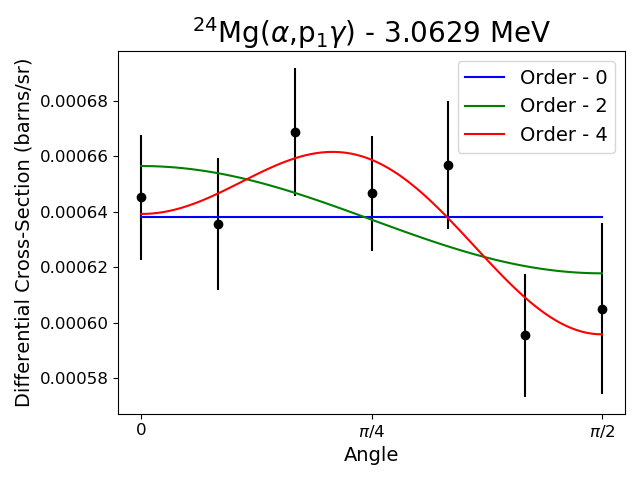 ²⁴Mg(α,p₁γ) - 3.0629 MeV
Order - 0
Order - 2
Order - 4
Differential Cross-Section (barns/sr)
0.00068
0.00066
0.00064
0.00062
0.00060
0.00058
0
π/4
π/2
Angle